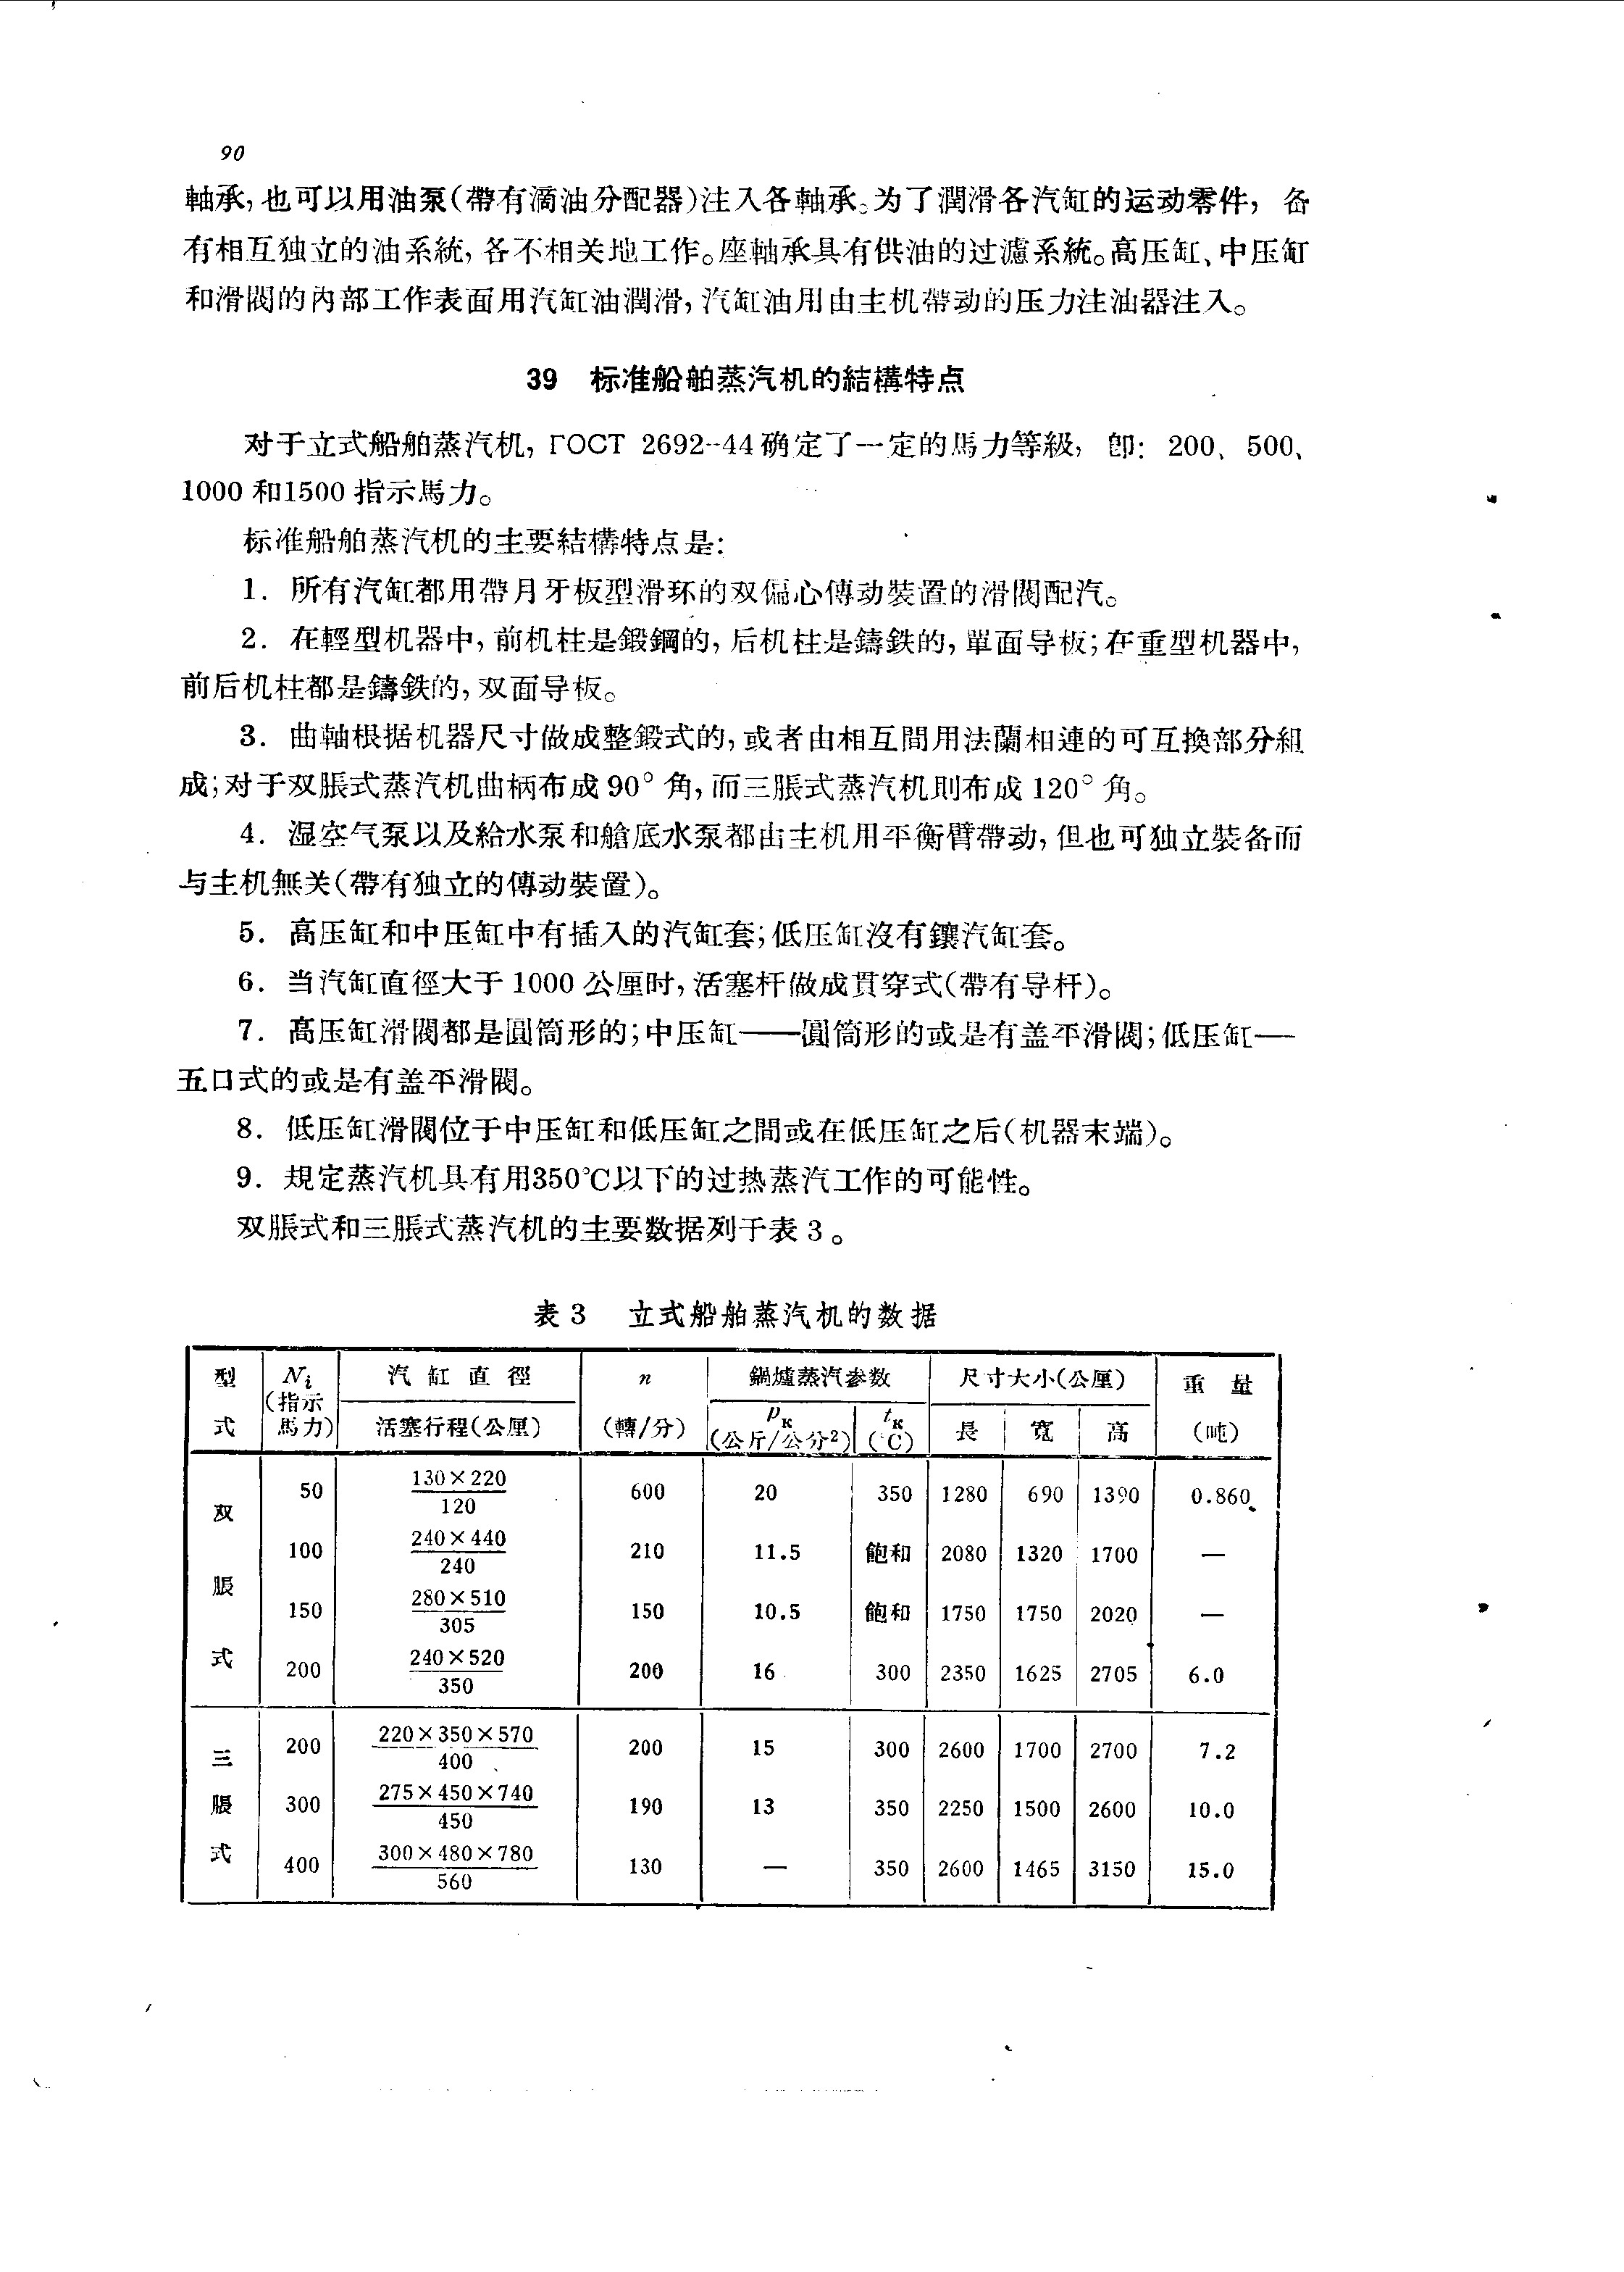 90
軸承,也可以用油泵(帶有滴油分配器)注入各軸承。为了潤滑各汽缸的运动零件, 备
有相互独立的油系統,各不相关地工作。座軸承具有供油的过濾系統。高压缸、中压缸
和滑閥的內部工作表面用汽缸油潤滑,汽缸油用由主机帶动的压力注油器注入。
39 标准船舶蒸汽机的結構特点
对于立式船舶蒸汽机, ГОСТ 2692-44确定了一定的馬力等級, 卽: 200、500、
1000 和1500 指示馬力。
标准船舶蒸汽机的主要結構特点是:
1. 所有汽缸都用帶月牙板型滑环的双偏心傳动裝置的滑閥配汽。
2. 在輕型机器中,前机柱是鍛鋼的,后机柱是鑄鉄的,單面导板;在重型机器中,
前后机柱都是鑄鉄的,双面导板。
3. 曲軸根据机器尺寸做成整鍛式的,或者由相互間用法蘭相連的可互換部分組
成;对于双脹式蒸汽机曲柄布成 90° 角,而三脹式蒸汽机則布成 120° 角。
4. 湿空气泵以及給水泵和艙底水泵都由主机用平衡臂帶动,但也可独立裝备而
与主机無关(帶有独立的傳动裝置)。
5. 高压缸和中压缸中有插入的汽缸套;低压缸沒有鑲汽缸套。
6. 当汽缸直徑大于 1000 公厘时,活塞杆做成貫穿式(帶有导杆)。
7. 高压缸滑閥都是圓筒形的;中压缸——圓筒形的或是有盖平滑閥;低压缸—
五口式的或是有盖平滑閥。
8. 低压缸滑閥位于中压缸和低压缸之間或在低压缸之后(机器末端)。
9. 規定蒸汽机具有用350℃以下的过热蒸汽工作的可能性。
双脹式和三脹式蒸汽机的主要数据列于表 3 。
表 3 立式船舶蒸汽机的数据
型式 Ni (指示馬力) 汽缸直徑 活塞行程(公厘) n (轉/分) 鍋爐蒸汽参数 尺寸大小(公厘) 重量 (吨)
pк (公斤/公分²) tк (°C) 長 寬 高
双脹式
50 130×220/120 600 20 350 1280 690 1390 0.860
100 240×440/240 210 11.5 飽和 2080 1320 1700 —
150 280×510/305 150 10.5 飽和 1750 1750 2020 —
200 240×520/350 200 16 300 2350 1625 2705 6.0
三脹式
200 220×350×570/400 200 15 300 2600 1700 2700 7.2
300 275×450×740/450 190 13 350 2250 1500 2600 10.0
400 300×480×780/560 130 — 350 2600 1465 3150 15.0